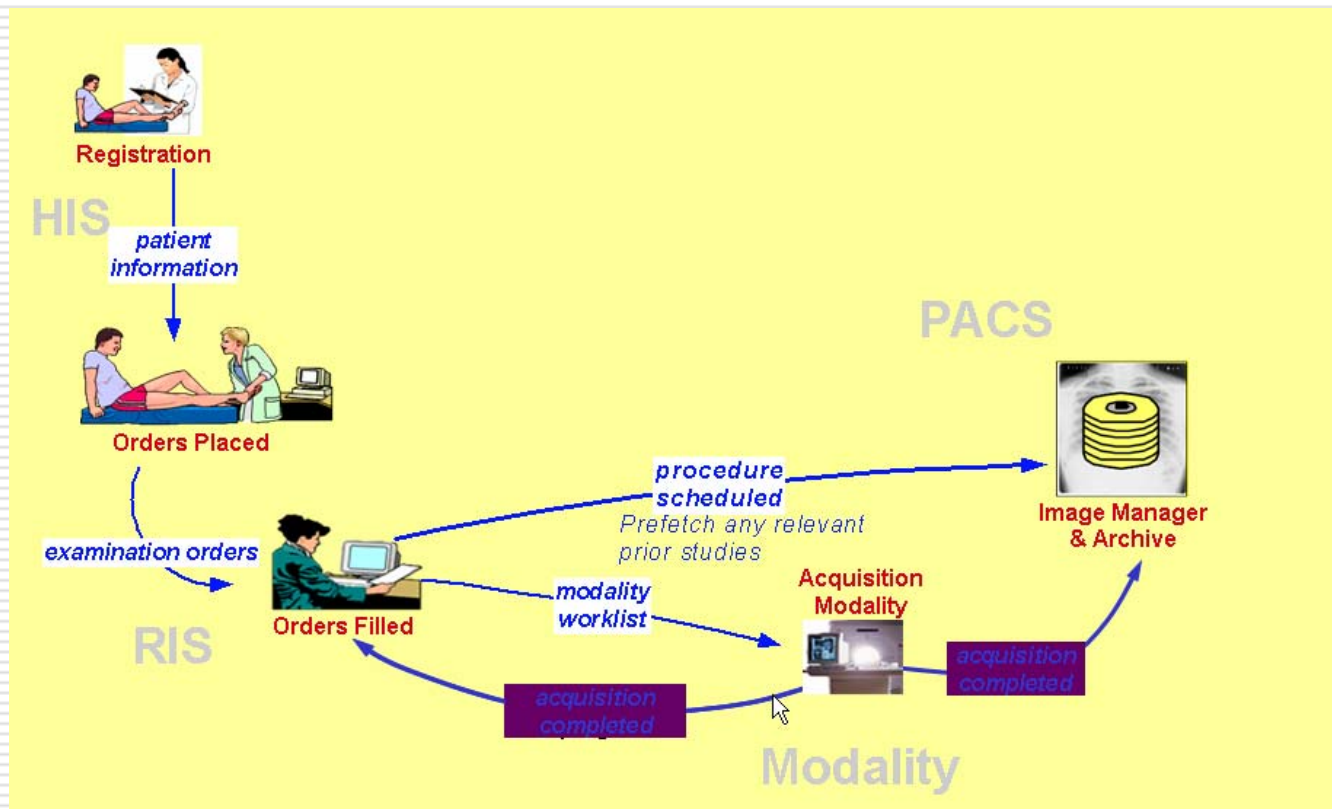 Registration
HIS
patient
information
PACS
Orders Placed
procedure
scheduled
Prefetch any relevant
prior studies
Image Manager
& Archive
examination orders
modality
worklist
Acquisition
Modality
Orders Filled
RIS
acquisition
completed
acquisition
completed
Modality